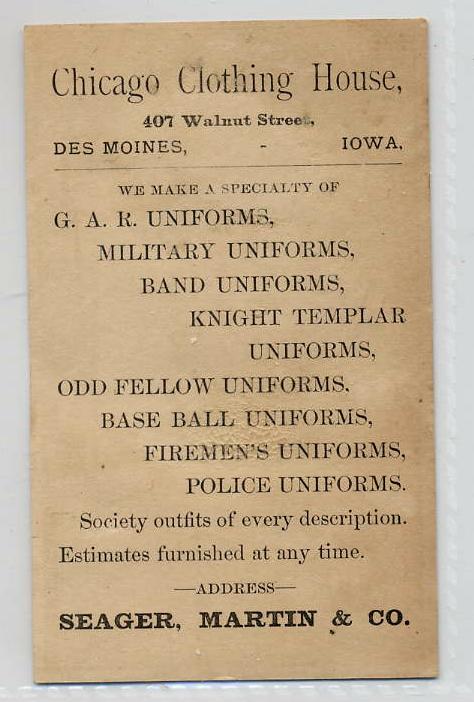 Chicago Clothing House,
407 Walnut Street,
DES MOINES, - IOWA.
WE MAKE A SPECIALTY OF
G. A. R. UNIFORMS,
MILITARY UNIFORMS,
BAND UNIFORMS,
KNIGHT TEMPLAR
UNIFORMS,
ODD FELLOW UNIFORMS.
BASE BALL UNIFORMS,
FIREMEN'S UNIFORMS,
POLICE UNIFORMS.
Society outfits of every description.
Estimates furnished at any time.
—ADDRESS—
SEAGER, MARTIN & CO.